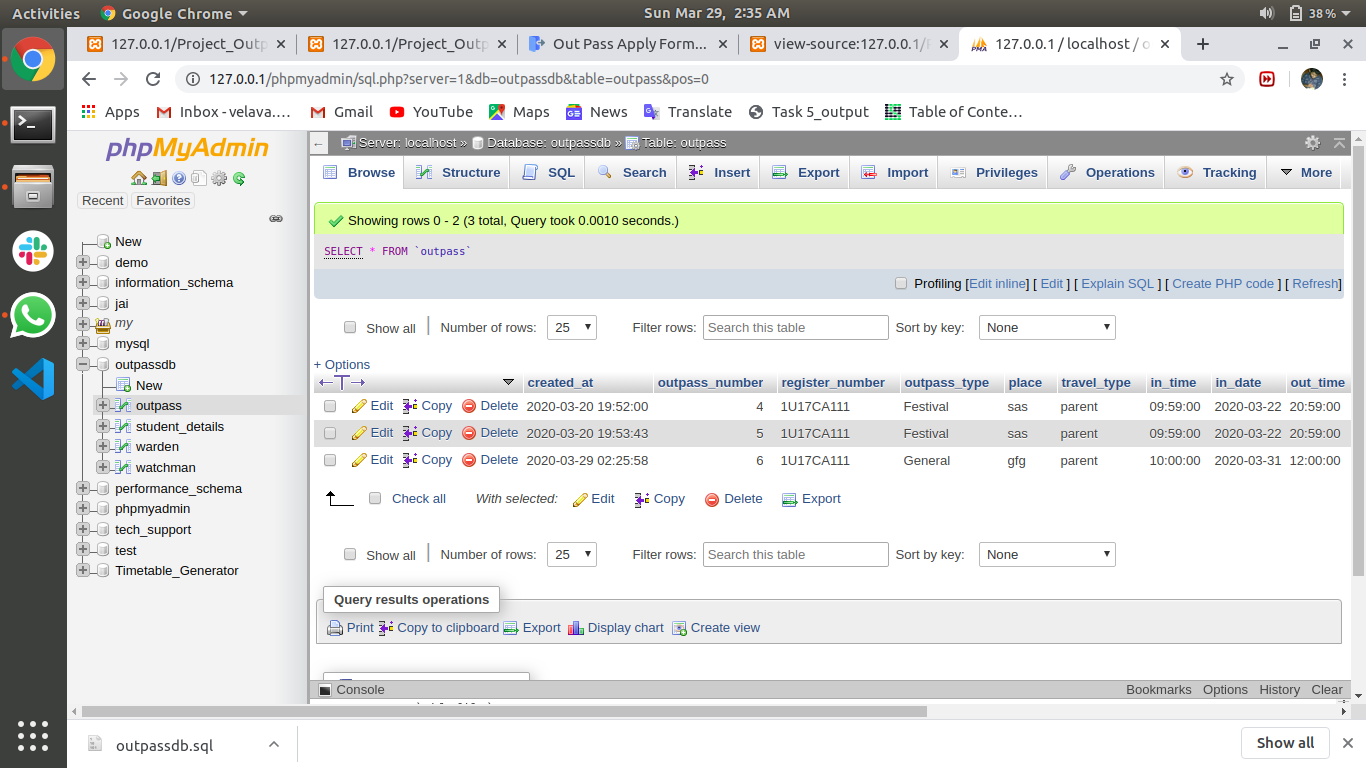 Activities Google Chrome Sun Mar 29, 2:35 AM 38%
127.0.0.1/Project_Outp 127.0.0.1/Project_Outp Out Pass Apply Form... view-source:127.0.0.1/ 127.0.0.1 / localhost / o
127.0.0.1/phpmyadmin/sql.php?server=1&db=outpassdb&table=outpass&pos=0
Apps Inbox - velava.... Gmail YouTube Maps News Translate Task 5_output Table of Conte...
phpMyAdmin
Recent Favorites
New
demo
information_schema
jai
my
mysql
outpassdb
New
outpass
student_details
warden
watchman
performance_schema
phpmyadmin
tech_support
test
Timetable_Generator
Server: localhost » Database: outpassdb » Table: outpass
Browse Structure SQL Search Insert Export Import Privileges Operations Tracking More
Showing rows 0 - 2 (3 total, Query took 0.0010 seconds.)
SELECT * FROM `outpass`
Profiling [Edit inline] [ Edit ] [ Explain SQL ] [ Create PHP code ] [ Refresh]
Show all Number of rows: 25 Filter rows: Search this table Sort by key: None
+ Options
created_at outpass_number register_number outpass_type place travel_type in_time in_date out_time
Edit Copy Delete 2020-03-20 19:52:00 4 1U17CA111 Festival sas parent 09:59:00 2020-03-22 20:59:00
Edit Copy Delete 2020-03-20 19:53:43 5 1U17CA111 Festival sas parent 09:59:00 2020-03-22 20:59:00
Edit Copy Delete 2020-03-29 02:25:58 6 1U17CA111 General gfg parent 10:00:00 2020-03-31 12:00:00
Check all With selected: Edit Copy Delete Export
Show all Number of rows: 25 Filter rows: Search this table Sort by key: None
Query results operations
Print Copy to clipboard Export Display chart Create view
Console Bookmarks Options History Clear
outpassdb.sql Show all